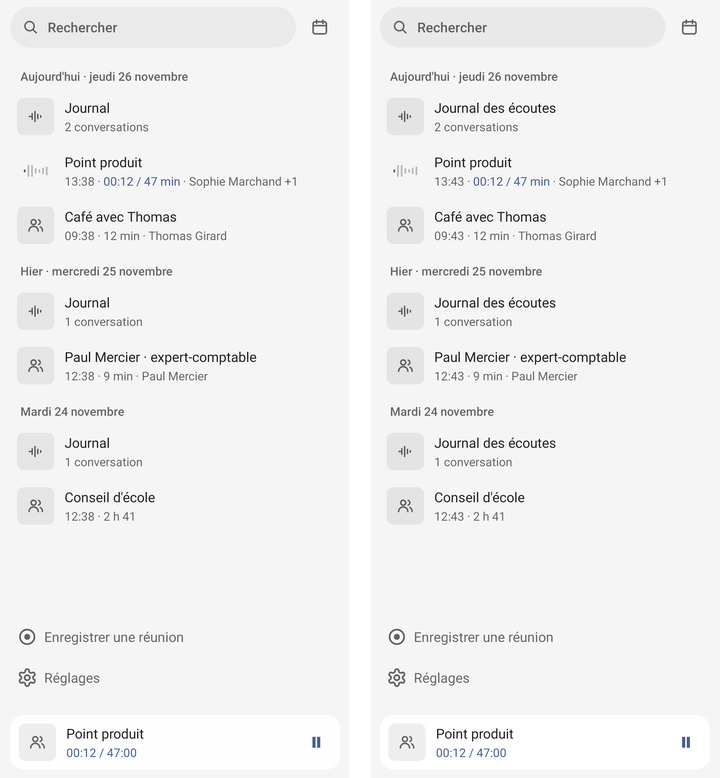 Rechercher
Aujourd'hui · jeudi 26 novembre
Journal
2 conversations
Point produit
13:38 · 00:12 / 47 min · Sophie Marchand +1
Café avec Thomas
09:38 · 12 min · Thomas Girard
Hier · mercredi 25 novembre
Journal
1 conversation
Paul Mercier · expert-comptable
12:38 · 9 min · Paul Mercier
Mardi 24 novembre
Journal
1 conversation
Conseil d'école
12:38 · 2 h 41
Enregistrer une réunion
Réglages
Point produit
00:12 / 47:00
Rechercher
Aujourd'hui · jeudi 26 novembre
Journal des écoutes
2 conversations
Point produit
13:43 · 00:12 / 47 min · Sophie Marchand +1
Café avec Thomas
09:43 · 12 min · Thomas Girard
Hier · mercredi 25 novembre
Journal des écoutes
1 conversation
Paul Mercier · expert-comptable
12:43 · 9 min · Paul Mercier
Mardi 24 novembre
Journal des écoutes
1 conversation
Conseil d'école
12:43 · 2 h 41
Enregistrer une réunion
Réglages
Point produit
00:12 / 47:00